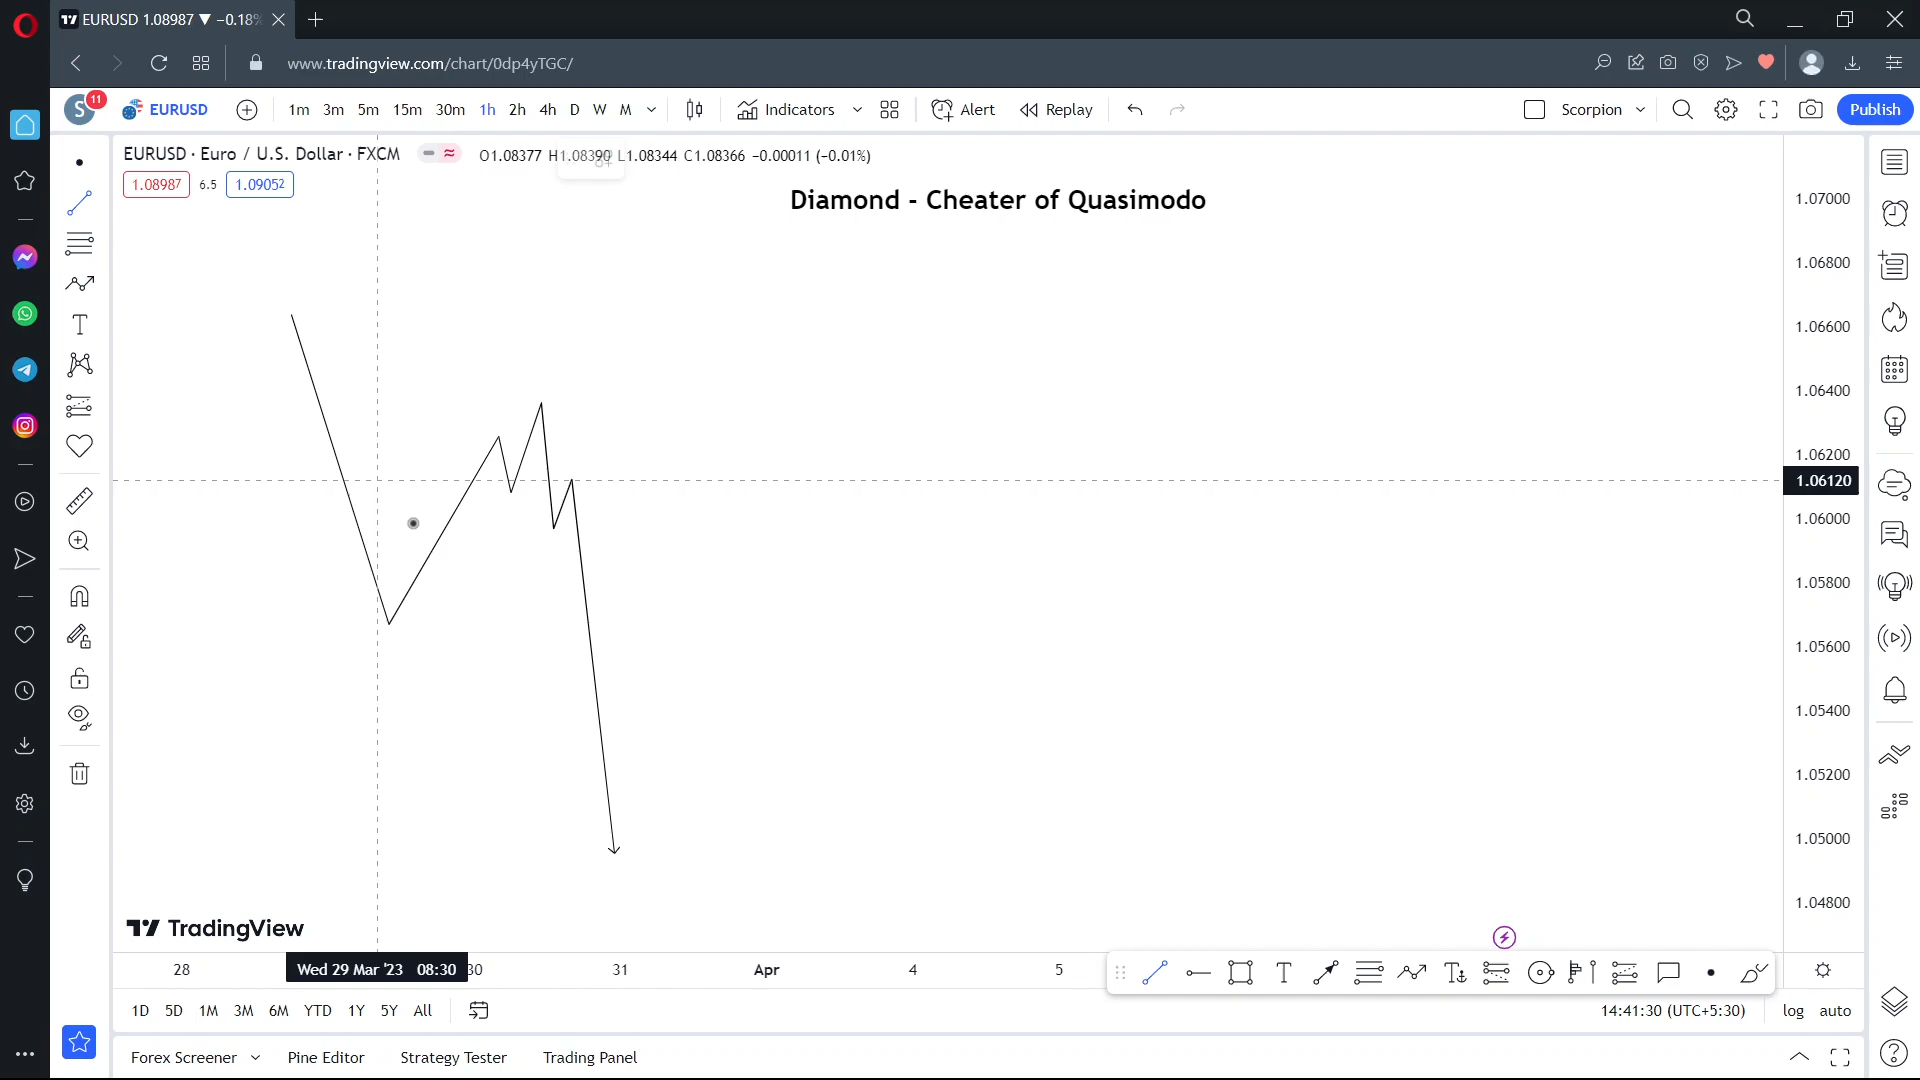 EURUSD 1.08987 ▼ −0.18%
www.tradingview.com/chart/0dp4yTGC/
S 11 EURUSD 1m 3m 5m 15m 30m 1h 2h 4h D W M Indicators Alert Replay Scorpion Publish
EURUSD · Euro / U.S. Dollar · FXCM O1.08377 H1.08390 L1.08344 C1.08366 −0.00011 (−0.01%)
1.08987 6.5 1.09052
Diamond - Cheater of Quasimodo
1.07000
1.06800
1.06600
1.06400
1.06200
1.06120
1.06000
1.05800
1.05600
1.05400
1.05200
1.05000
1.04800
TradingView
28 Wed 29 Mar '23 08:30 30 31 Apr 4 5
1D 5D 1M 3M 6M YTD 1Y 5Y All 14:41:30 (UTC+5:30) log auto
Forex Screener Pine Editor Strategy Tester Trading Panel